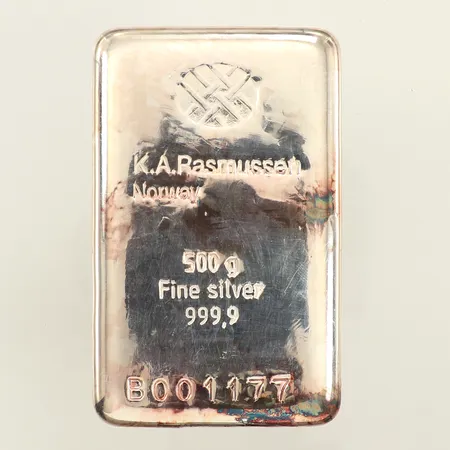 K.A.Rasmussen
Norway
500 g
Fine silver
999,9
B001177